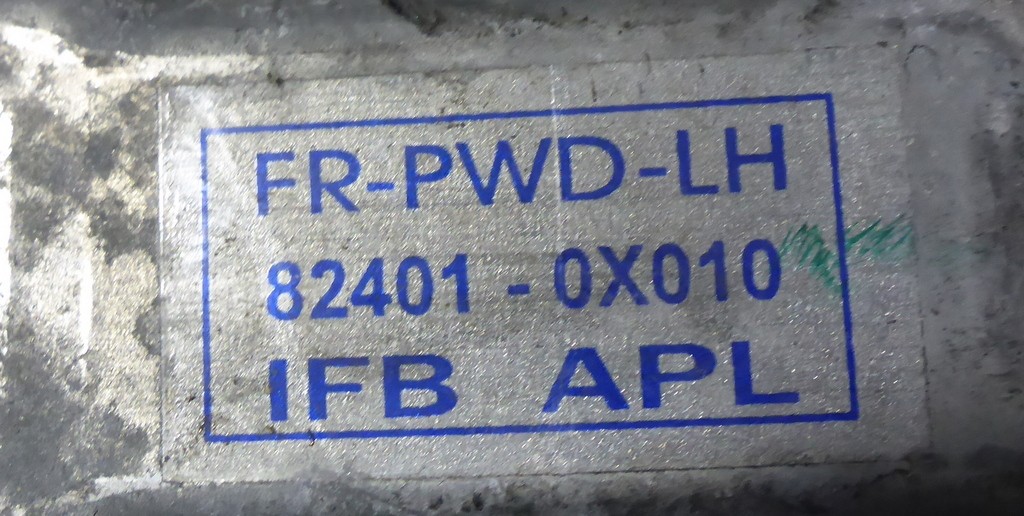 FR-PWD-LH
82401 - 0X010
IFB APL